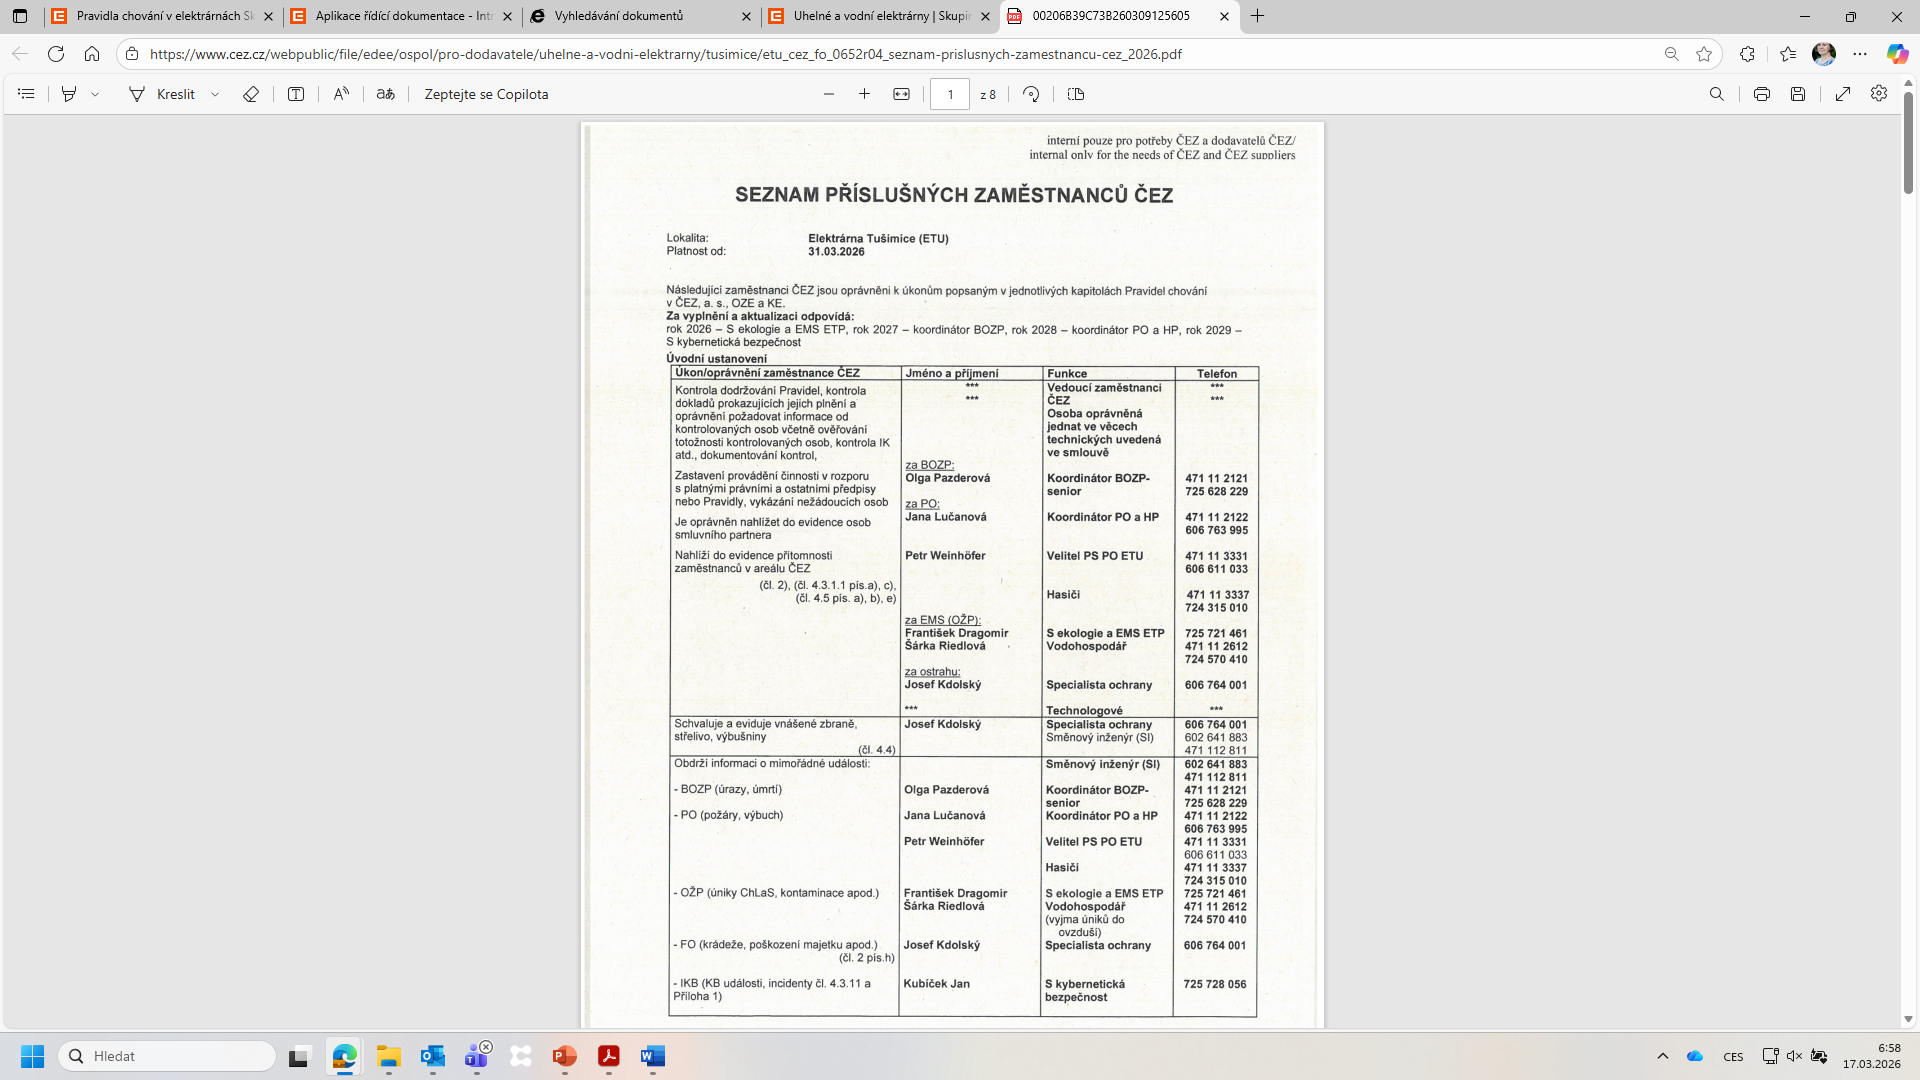 Pravidla chování v elektrárnách Sk
Aplikace řídící dokumentace - Intr
Vyhledávání dokumentů
Uhelné a vodní elektrárny | Skupin
00206B39C73B260309125605
https://www.cez.cz/webpublic/file/edee/ospol/pro-dodavatele/uhelne-a-vodni-elektrarny/tusimice/etu_cez_fo_0652r04_seznam-prislusnych-zamestnancu-cez_2026.pdf
Kreslit
Zeptejte se Copilota
1 z 8
interní pouze pro potřeby ČEZ a dodavatelů ČEZ/
internal only for the needs of ČEZ and ČEZ suppliers
SEZNAM PŘÍSLUŠNÝCH ZAMĚSTNANCŮ ČEZ
Lokalita: Elektrárna Tušimice (ETU)
Platnost od: 31.03.2026
Následující zaměstnanci ČEZ jsou oprávněni k úkonům popsaným v jednotlivých kapitolách Pravidel chování
v ČEZ, a. s., OZE a KE.
Za vyplnění a aktualizaci odpovídá:
rok 2026 – S ekologie a EMS ETP, rok 2027 – koordinátor BOZP, rok 2028 – koordinátor PO a HP, rok 2029 –
S kybernetická bezpečnost
Úvodní ustanovení
Úkon/oprávnění zaměstnance ČEZ Jméno a příjmení Funkce Telefon
Kontrola dodržování Pravidel, kontrola *** Vedoucí zaměstnanci ***
dokladů prokazujících jejich plnění a *** ČEZ ***
oprávnění požadovat informace od Osoba oprávněná
kontrolovaných osob včetně ověřování jednat ve věcech
totožnosti kontrolovaných osob, kontrola IK technických uvedená
atd., dokumentování kontrol, ve smlouvě
za BOZP:
Zastavení provádění činnosti v rozporu Olga Pazderová Koordinátor BOZP- 471 11 2121
s platnými právními a ostatními předpisy senior 725 628 229
nebo Pravidly, vykázání nežádoucích osob za PO:
Je oprávněn nahlížet do evidence osob Jana Lučanová Koordinátor PO a HP 471 11 2122
smluvního partnera 606 763 995
Nahlíží do evidence přítomnosti Petr Weinhöfer Velitel PS PO ETU 471 11 3331
zaměstnanců v areálu ČEZ 606 611 033
(čl. 2), (čl. 4.3.1.1 pís.a), c),
(čl. 4.5 pís. a), b), e) Hasiči 471 11 3337
724 315 010
za EMS (OŽP):
František Dragomir S ekologie a EMS ETP 725 721 461
Šárka Riedlová Vodohospodář 471 11 2612
724 570 410
za ostrahu:
Josef Kdolský Specialista ochrany 606 764 001
*** Technologové ***
Schvaluje a eviduje vnášené zbraně, Josef Kdolský Specialista ochrany 606 764 001
střelivo, výbušniny Směnový inženýr (SI) 602 641 883
(čl. 4.4) 471 112 811
Obdrží informaci o mimořádné události: Směnový inženýr (SI) 602 641 883
471 112 811
- BOZP (úrazy, úmrtí) Olga Pazderová Koordinátor BOZP- 471 11 2121
senior 725 628 229
- PO (požáry, výbuch) Jana Lučanová Koordinátor PO a HP 471 11 2122
606 763 995
Petr Weinhöfer Velitel PS PO ETU 471 11 3331
606 611 033
Hasiči 471 11 3337
724 315 010
- OŽP (úniky ChLaS, kontaminace apod.) František Dragomir S ekologie a EMS ETP 725 721 461
Šárka Riedlová Vodohospodář 471 11 2612
(vyjma úniků do 724 570 410
ovzduší)
- FO (krádeže, poškození majetku apod.) Josef Kdolský Specialista ochrany 606 764 001
(čl. 2 pís.h)
- IKB (KB události, incidenty čl. 4.3.11 a Kubíček Jan S kybernetická 725 728 056
Příloha 1) bezpečnost
Hledat
CES
6:58
17.03.2026